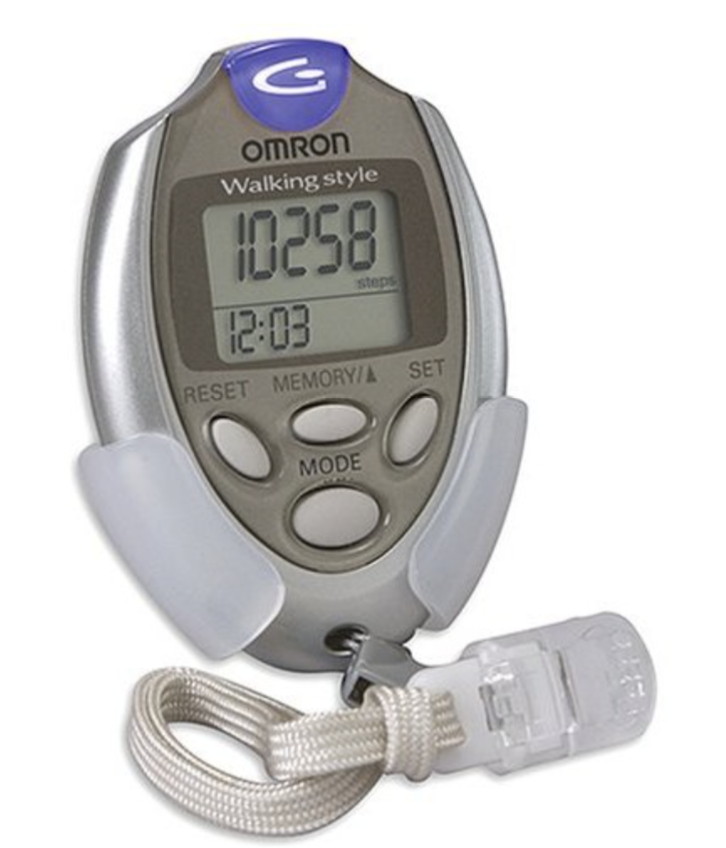 OMRON
Walking style
10258
steps
12:03
RESET MEMORY/▲ SET
MODE